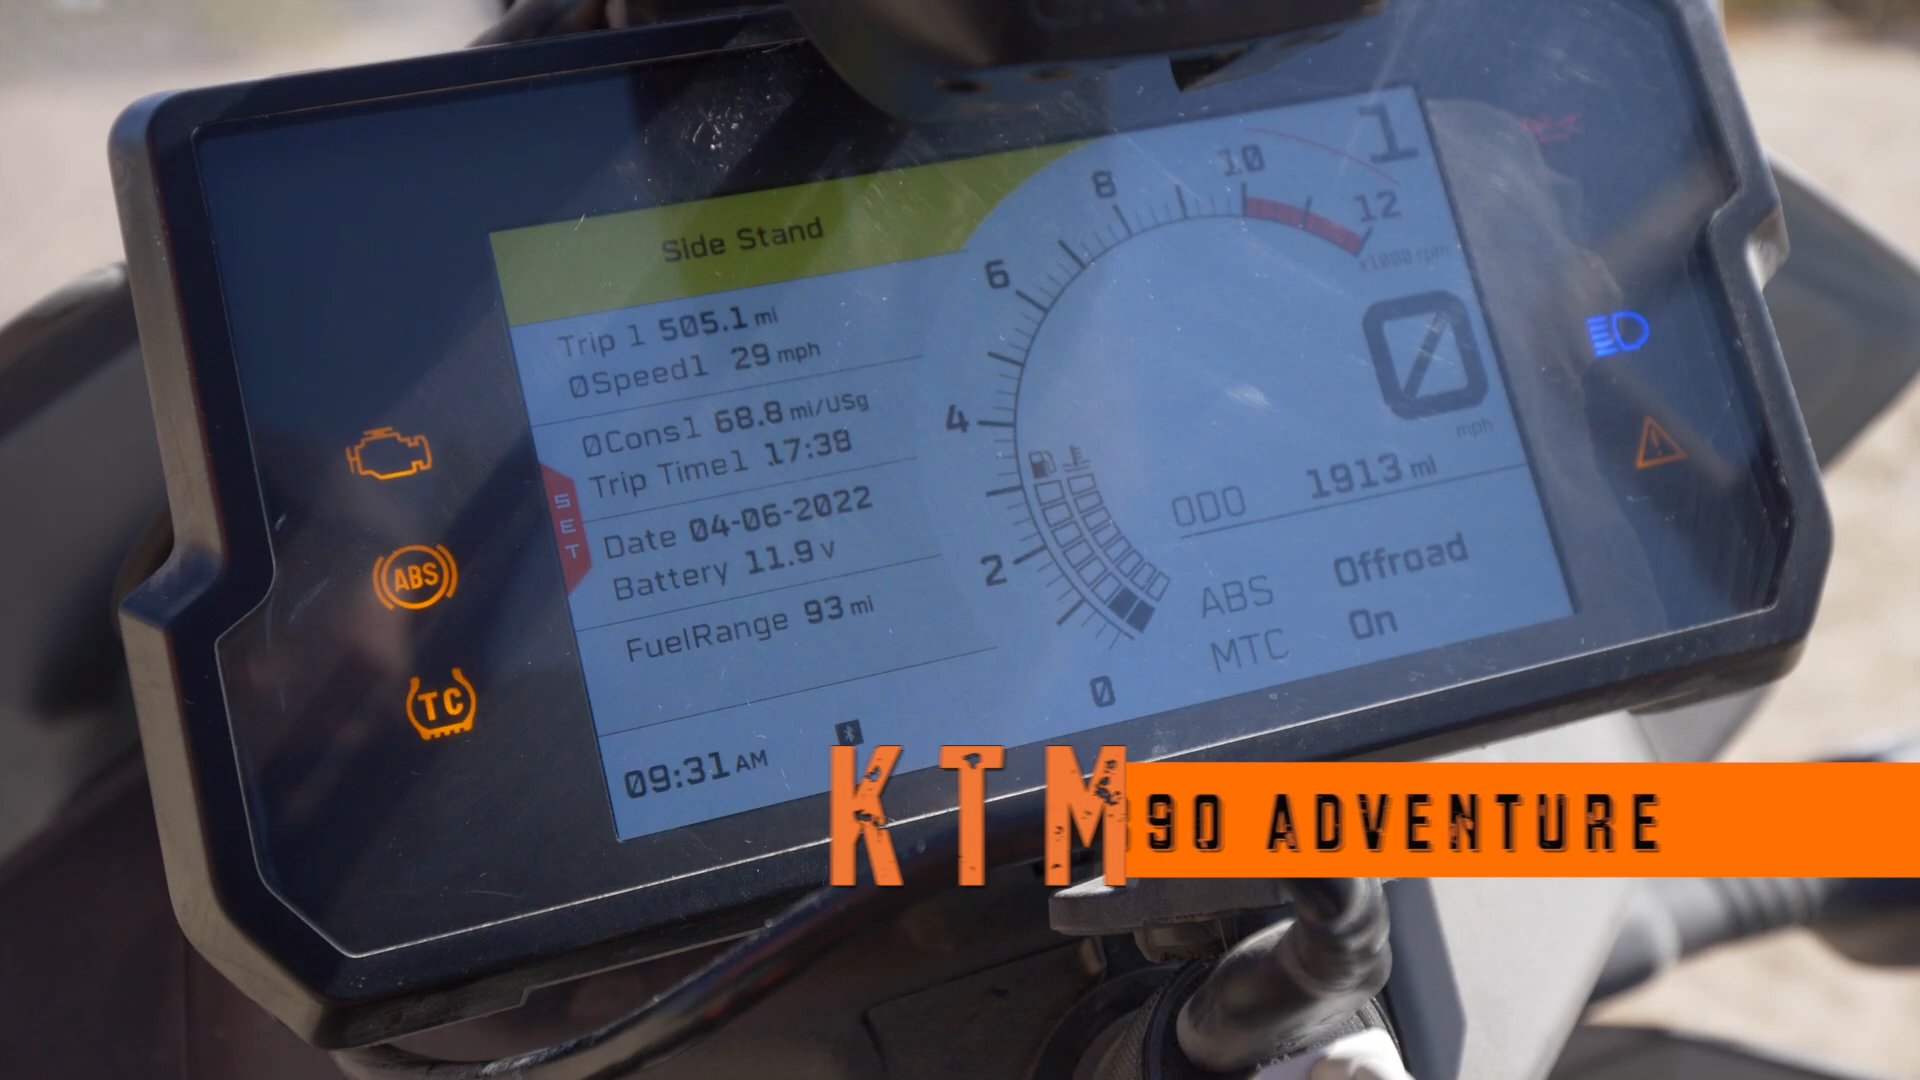 1
10
8
12
x1000 rpm
6
Side Stand
Trip 1 505.1 mi
ØSpeed1 29 mph
ØCons1 68.8 mi/USg
Trip Time1 17:38
Date 04-06-2022
Battery 11.9 V
FuelRange 93 mi
09:31 AM
SET
ABS
TC
4
2
0
0
mph
ODO 1913 mi
ABS Offroad
MTC On
KTM
90 ADVENTURE